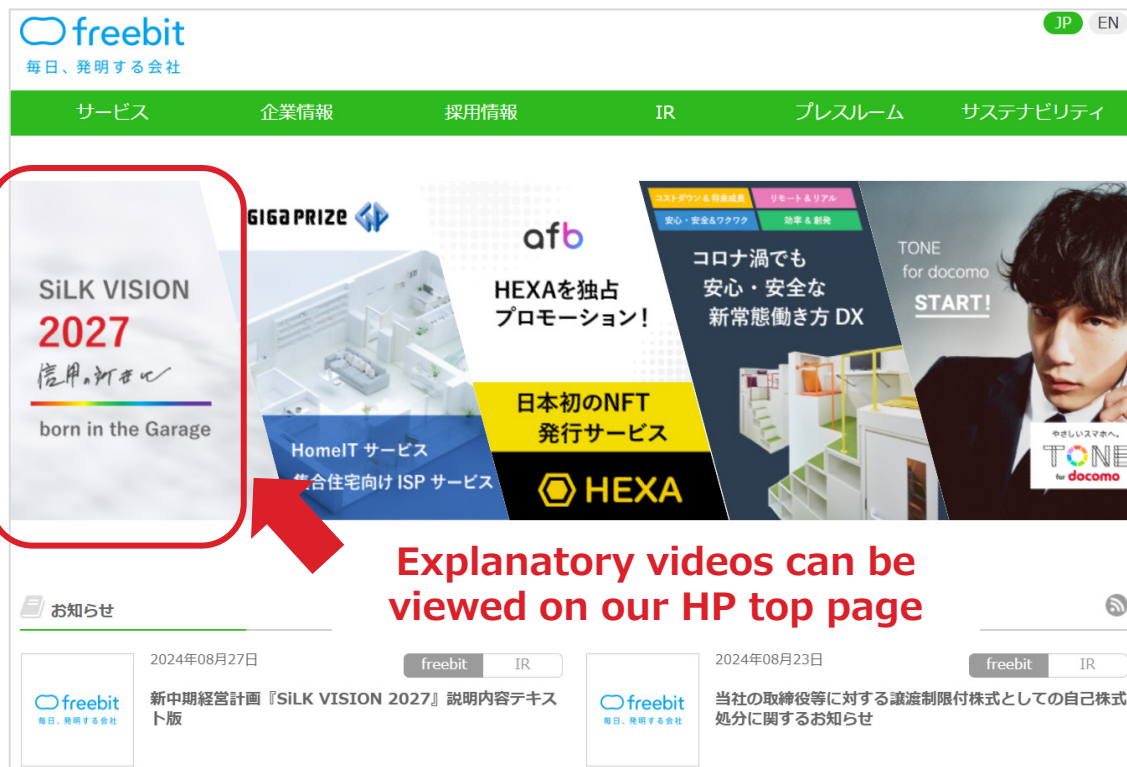 freebit
毎日、発明する会社
JP EN
サービス 企業情報 採用情報 IR プレスルーム サステナビリティ
SiLK VISION
2027
born in the Garage
GIGA PRIZE
HomeIT サービス
集合住宅向け ISP サービス
afb
HEXAを独占
プロモーション!
日本初のNFT
発行サービス
HEXA
コストダウン&将来成長 リモート&リアル
安心・安全&ワクワク 効率&創発
コロナ渦でも
安心・安全な
新常態働き方 DX
TONE
for docomo
START!
やさしいスマホへ。
TONE
for docomo
Explanatory videos can be
viewed on our HP top page
お知らせ
2024年08月27日 freebit IR
freebit
毎日、発明する会社
新中期経営計画『SiLK VISION 2027』説明内容テキス
ト版
2024年08月23日 freebit IR
freebit
毎日、発明する会社
当社の取締役等に対する譲渡制限付株式としての自己株式
処分に関するお知らせ